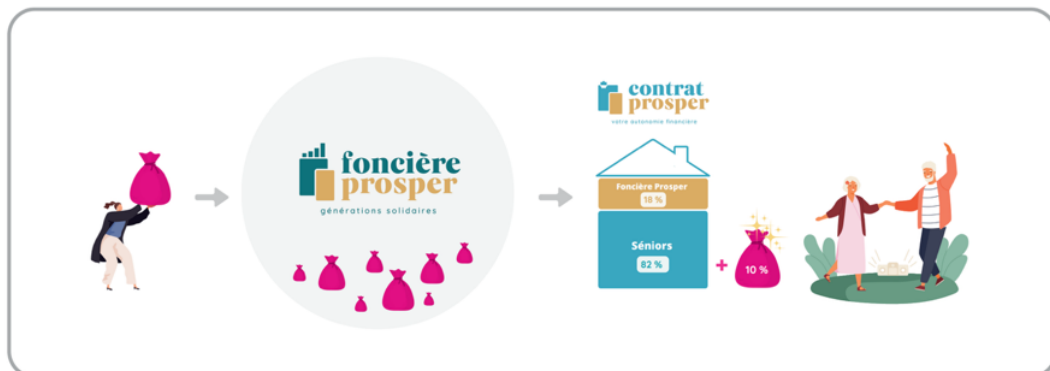 foncière
prosper
générations solidaires
contrat
prosper
votre autonomie financière
Foncière Prosper
18 %
Séniors
82 %
+
10 %